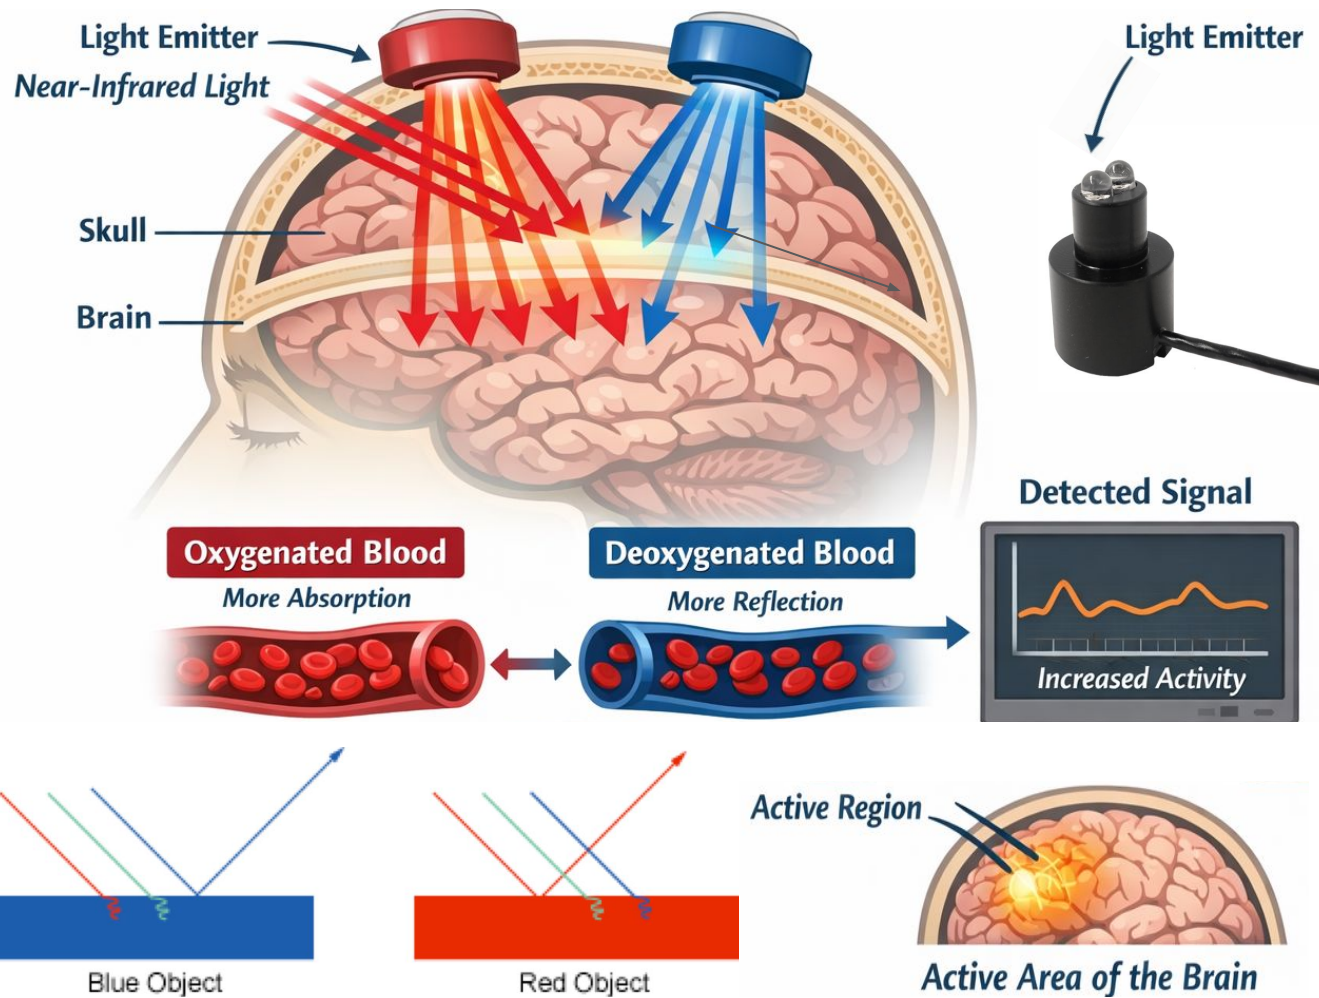 Light Emitter
Near-Infrared Light
Light Emitter
Skull
Brain
Detected Signal
Oxygenated Blood
Deoxygenated Blood
More Absorption
More Reflection
Increased Activity
Active Region
Blue Object
Red Object
Active Area of the Brain